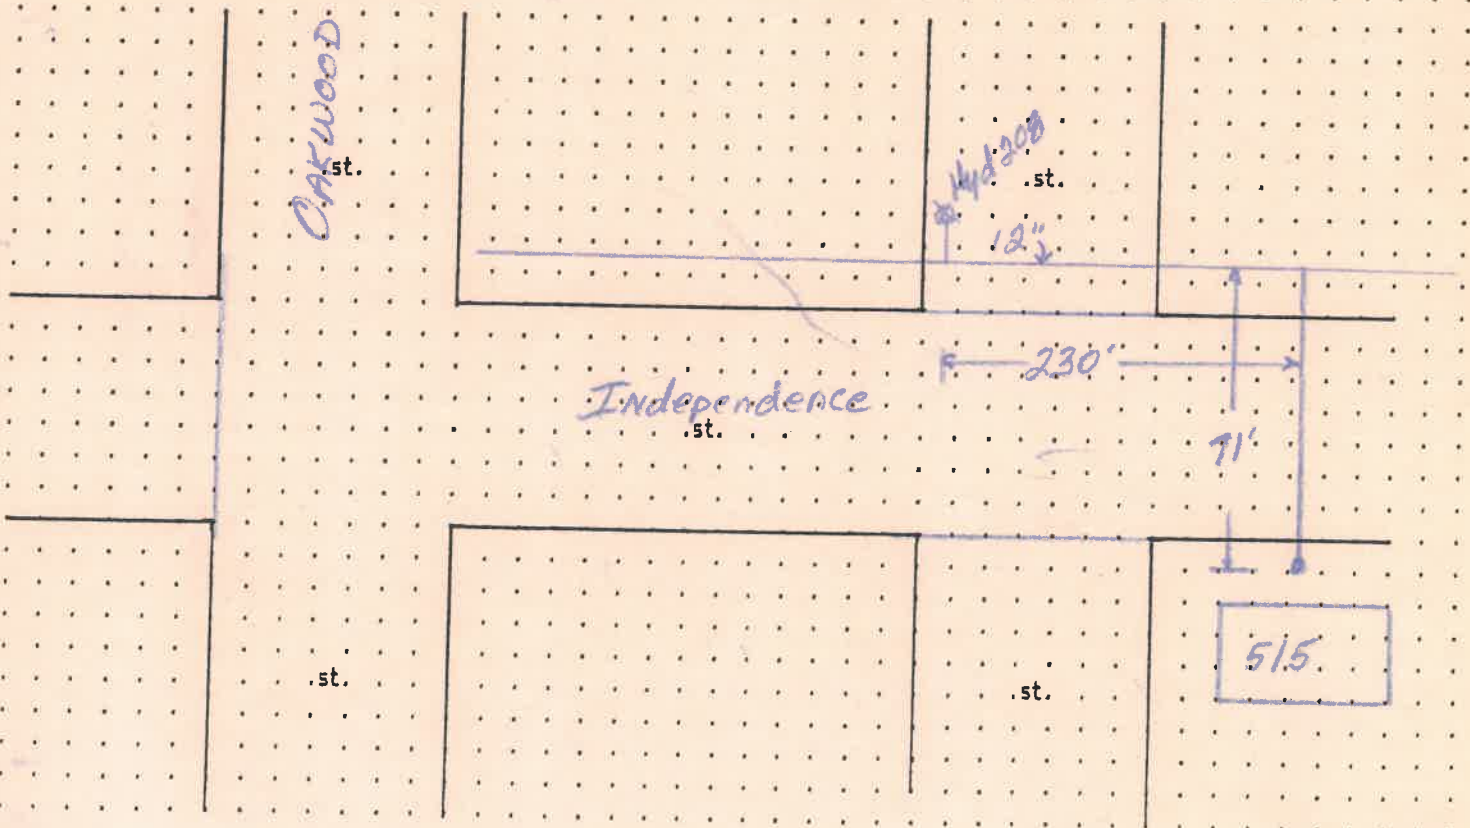 OAKWOOD
.st.
Hyd 208
.st.
12"
230'
Independence
.st.
71'
515
.st.
.st.